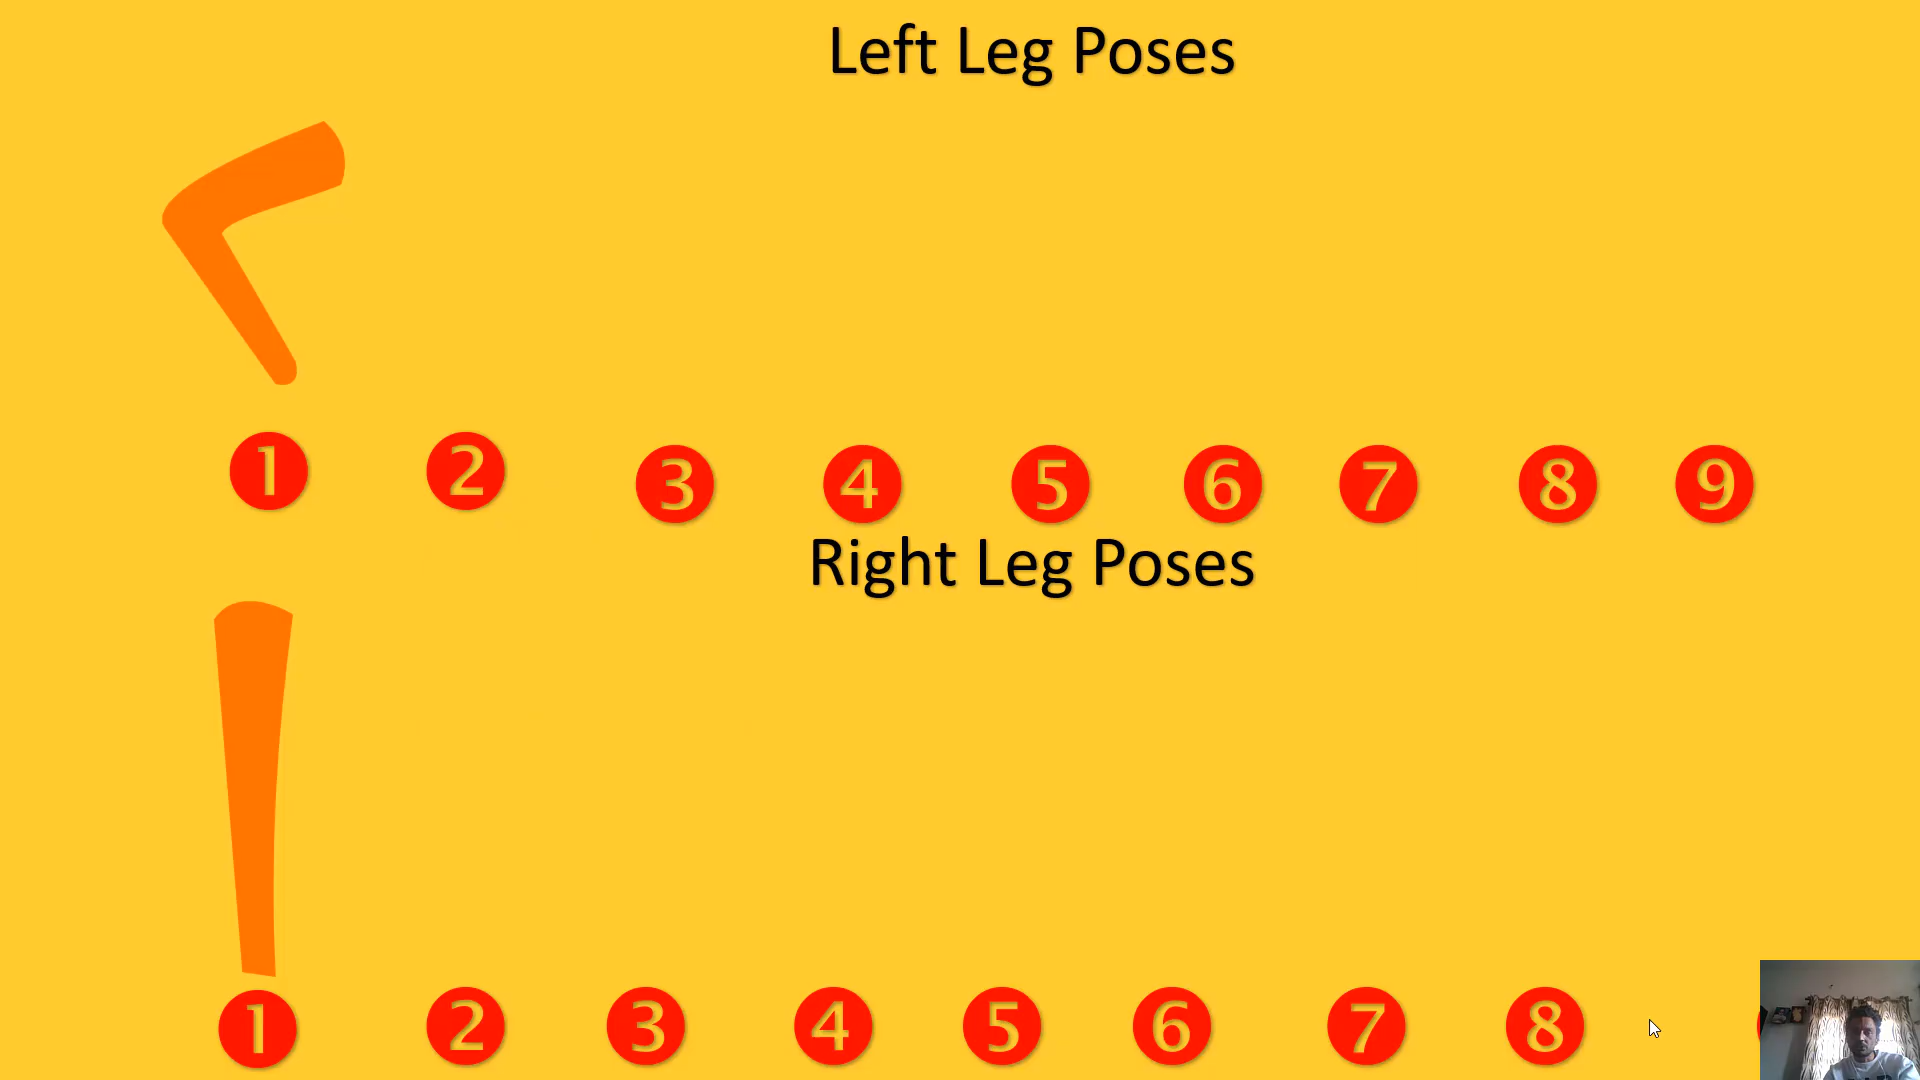 Left Leg Poses
1 2 3 4 5 6 7 8 9
Right Leg Poses
1 2 3 4 5 6 7 8